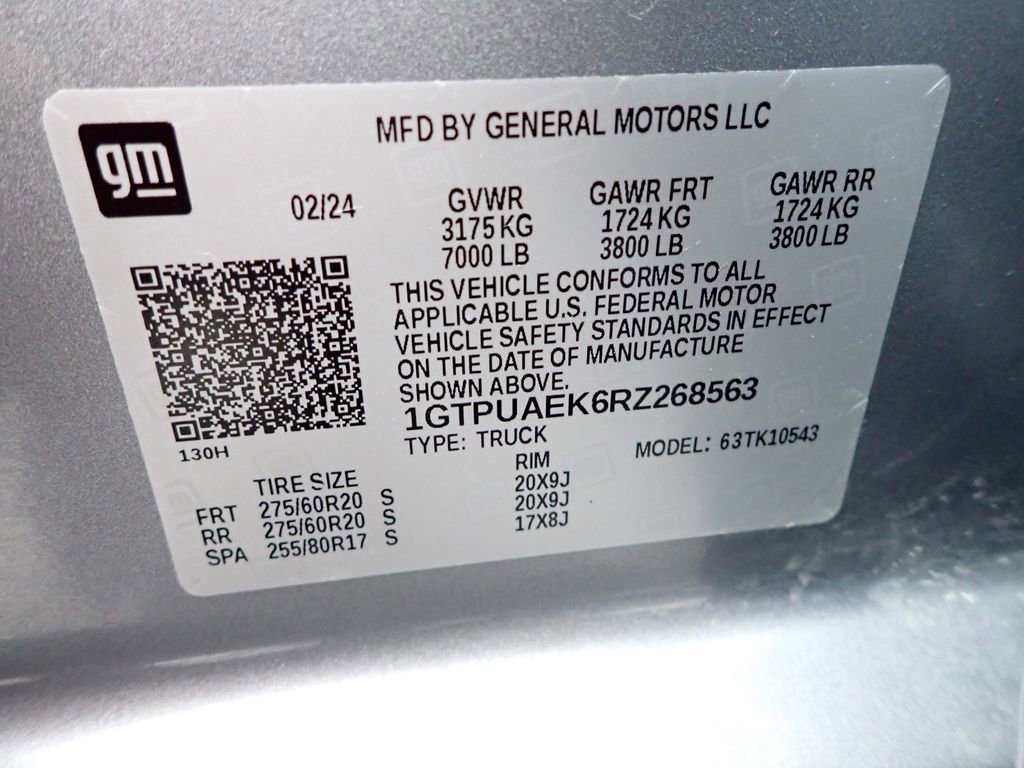 gm
MFD BY GENERAL MOTORS LLC
02/24
GVWR GAWR FRT GAWR RR
3175 KG 1724 KG 1724 KG
7000 LB 3800 LB 3800 LB
THIS VEHICLE CONFORMS TO ALL
APPLICABLE U.S. FEDERAL MOTOR
VEHICLE SAFETY STANDARDS IN EFFECT
ON THE DATE OF MANUFACTURE
SHOWN ABOVE.
1GTPUAEK6RZ268563
130H
TYPE: TRUCK MODEL: 63TK10543
TIRE SIZE RIM
FRT 275/60R20 S 20X9J
RR 275/60R20 S 20X9J
SPA 255/80R17 S 17X8J